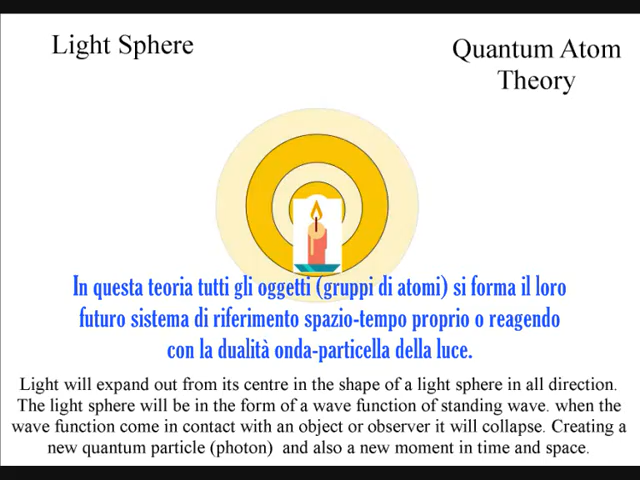 Light Sphere
Quantum Atom
Theory
In questa teoria tutti gli oggetti (gruppi di atomi) si forma il loro
futuro sistema di riferimento spazio-tempo proprio o reagendo
con la dualità onda-particella della luce.
Light will expand out from its centre in the shape of a light sphere in all direction.
The light sphere will be in the form of a wave function of standing wave. when the
wave function come in contact with an object or observer it will collapse. Creating a
new quantum particle (photon) and also a new moment in time and space.